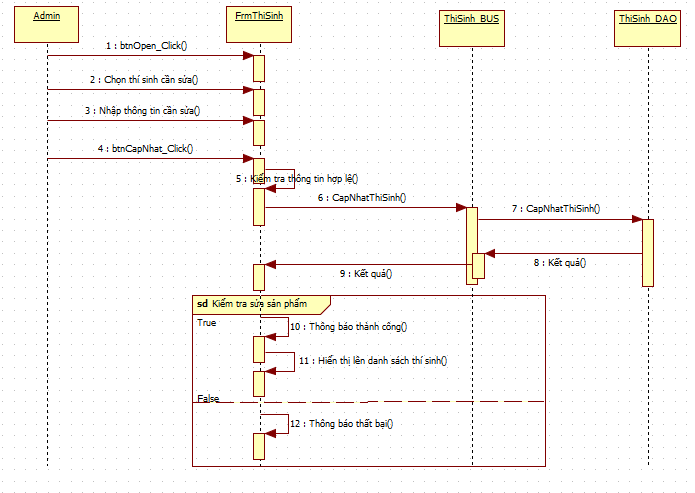 Admin
FrmThiSinh
ThiSinh_BUS
ThiSinh_DAO
1 : btnOpen_Click()
2 : Chọn thí sinh cần sửa()
3 : Nhập thông tin cần sửa()
4 : btnCapNhat_Click()
5 : Kiểm tra thông tin hợp lệ()
6 : CapNhatThiSinh()
7 : CapNhatThiSinh()
8 : Kết quả()
9 : Kết quả()
sd Kiểm tra sửa sản phẩm
True
10 : Thông báo thành công()
11 : Hiển thị lên danh sách thí sinh()
False
12 : Thông báo thất bại()